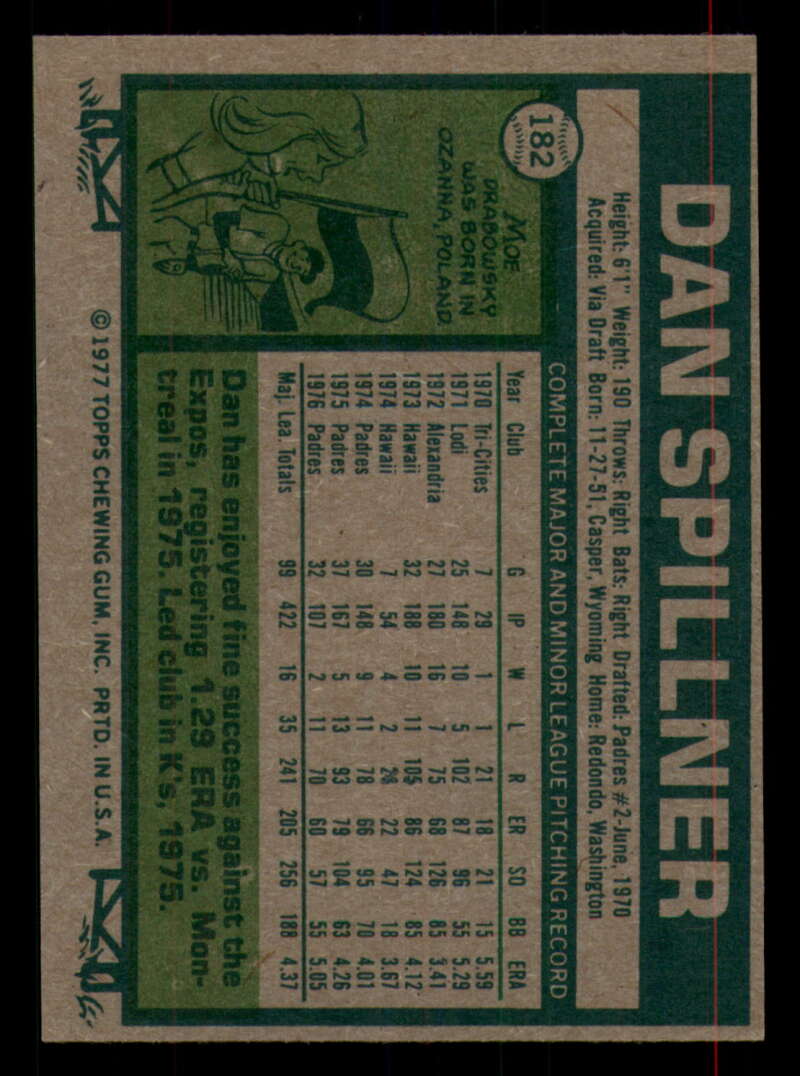 182
DAN SPILLNER
Height: 6'1" Weight: 190 Throws: Right Bats: Right Drafted: Padres #2-June, 1970
Acquired: Via Draft Born: 11-27-51, Casper, Wyoming Home: Redondo, Washington
COMPLETE MAJOR AND MINOR LEAGUE PITCHING RECORD
Year Club G IP W L R ER SO BB ERA
1970 Tri-Cities 7 29 1 1 21 18 21 15 5.59
1971 Lodi 25 148 10 5 102 87 96 55 5.29
1972 Alexandria 27 180 16 7 75 68 126 85 3.41
1973 Hawaii 32 188 10 11 105 86 124 85 4.12
1974 Hawaii 7 54 4 2 28 22 47 18 3.67
1974 Padres 30 148 9 11 78 66 95 70 4.01
1975 Padres 37 167 5 13 93 79 104 63 4.26
1976 Padres 32 107 2 11 70 60 57 55 5.05
Maj. Lea. Totals 99 422 16 35 241 205 256 188 4.37
MOE
DRABOWSKY
WAS BORN IN
OZANNA, POLAND.
Dan has enjoyed fine success against the
Expos, registering 1.29 ERA vs. Mon-
treal in 1975. Led club in K's, 1975.
©1977 TOPPS CHEWING GUM, INC. PRTD. IN U.S.A.